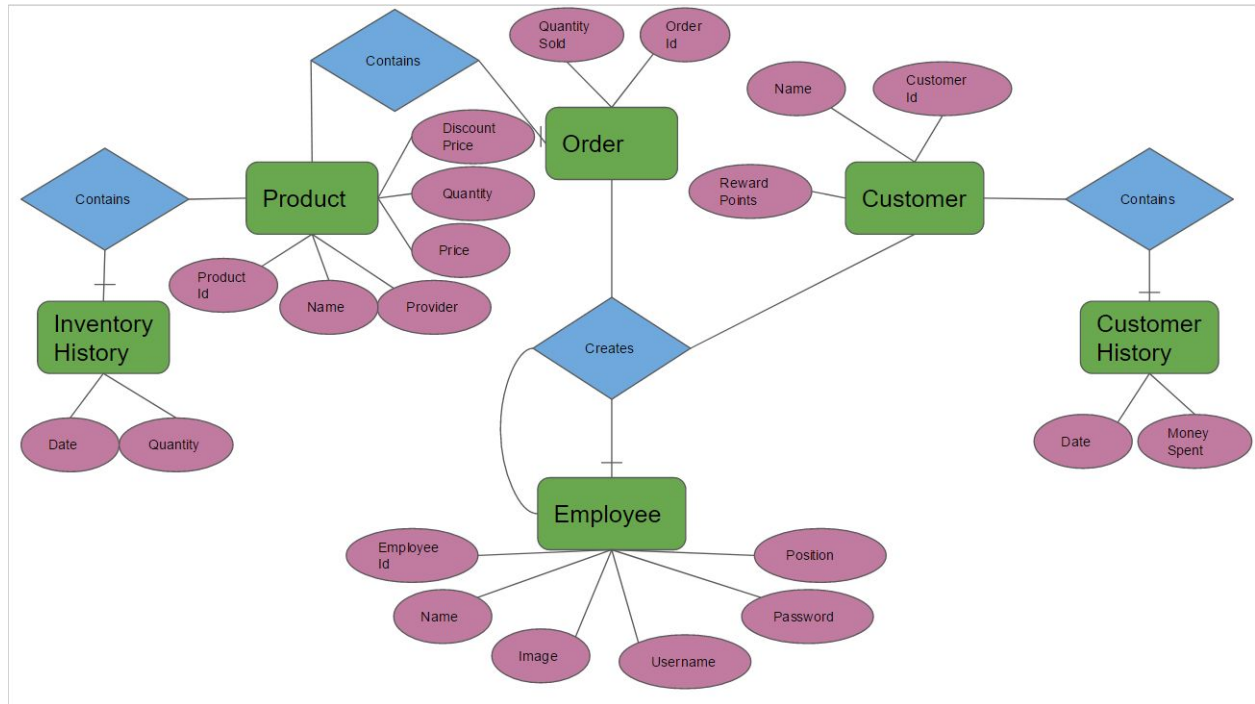 Quantity
Sold
Order
Id
Contains
Name
Customer
Id
Discount
Price
Order
Contains
Product
Quantity
Reward
Points
Customer
Contains
Price
Product
Id
Name
Provider
Inventory
History
Creates
Customer
History
Date
Quantity
Date
Money
Spent
Employee
Employee
Id
Position
Name
Password
Image
Username